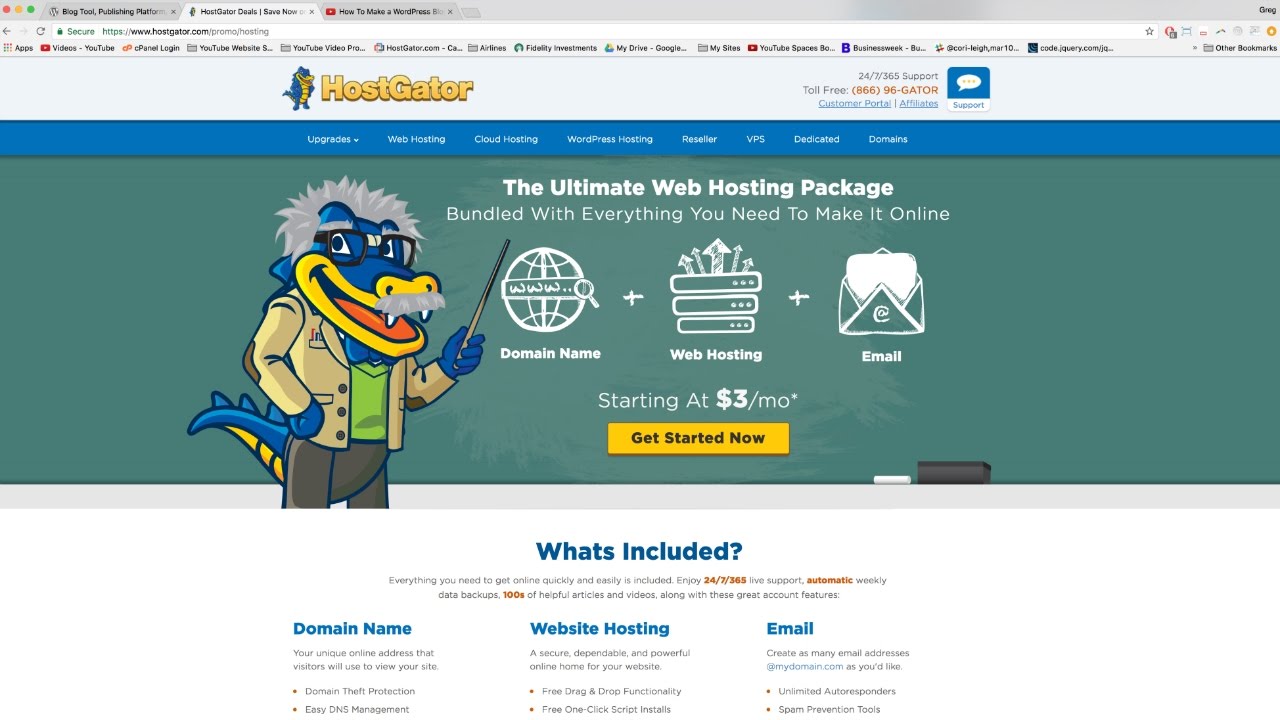 Blog Tool, Publishing Platform,
HostGator Deals | Save Now o
How To Make a WordPress Blo
Greg
Secure https://www.hostgator.com/promo/hosting
Apps Videos - YouTube cPanel Login YouTube Website S... YouTube Video Pro... HostGator.com - Ca... Airlines Fidelity Investments My Drive - Google... My Sites YouTube Spaces Bo... Businessweek - Bu... @cori-leigh,mar10... code.jquery.com/jq... » Other Bookmarks
HostGator
24/7/365 Support
Toll Free: (866) 96-GATOR
Customer Portal | Affiliates
Support
Upgrades Web Hosting Cloud Hosting WordPress Hosting Reseller VPS Dedicated Domains
The Ultimate Web Hosting Package
Bundled With Everything You Need To Make It Online
www..
@
Domain Name + Web Hosting + Email
Starting At $3/mo*
Get Started Now
Whats Included?
Everything you need to get online quickly and easily is included. Enjoy 24/7/365 live support, automatic weekly
data backups, 100s of helpful articles and videos, along with these great account features:
Domain Name
Your unique online address that
visitors will use to view your site.
• Domain Theft Protection
• Easy DNS Management
Website Hosting
A secure, dependable, and powerful
online home for your website.
• Free Drag & Drop Functionality
• Free One-Click Script Installs
Email
Create as many email addresses
@mydomain.com as you'd like.
• Unlimited Autoresponders
• Spam Prevention Tools